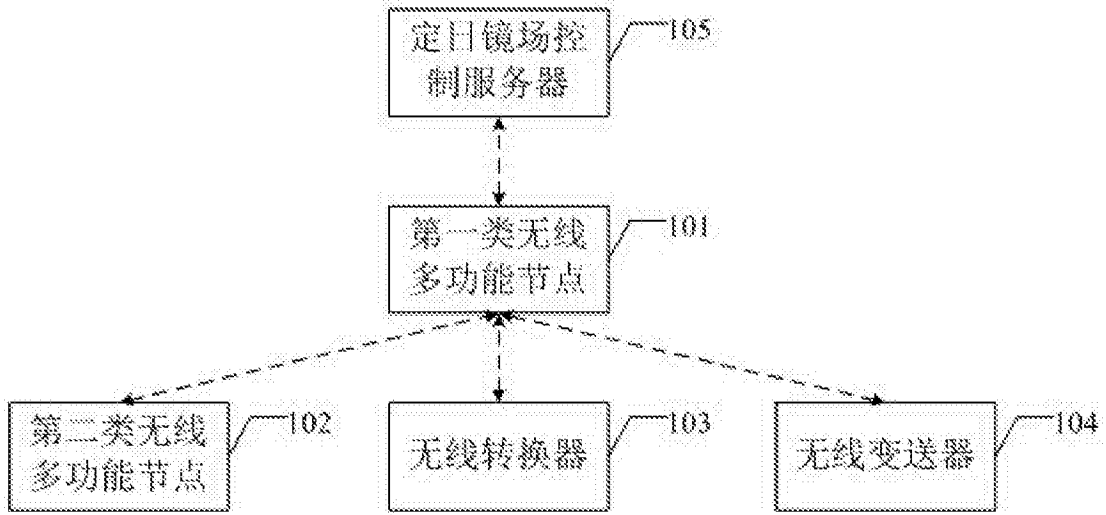 定日镜场控
制服务器
105
第一类无线
多功能节点
101
第二类无线
多功能节点
102
无线转换器
103
无线变送器
104